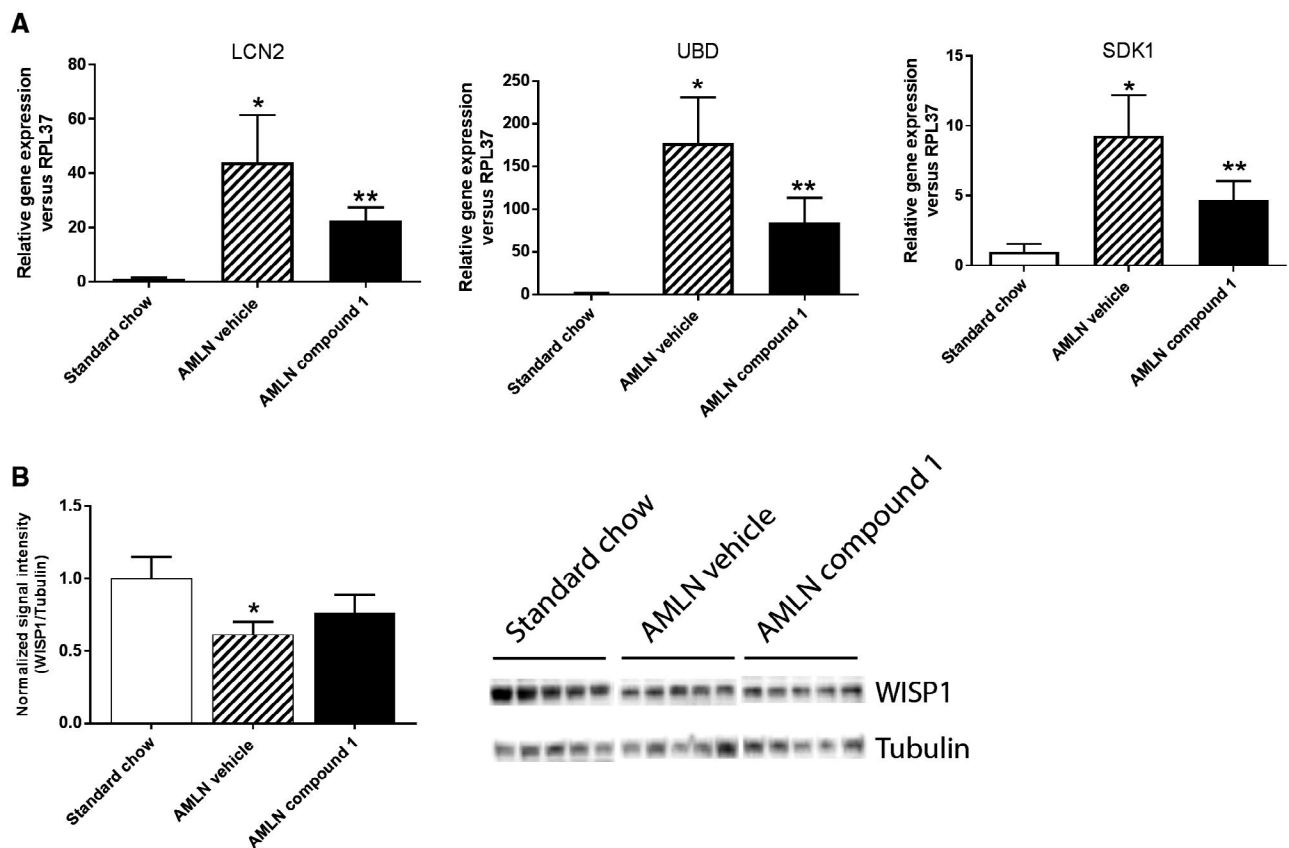 A
LCN2
Relative gene expression
versus RPL37
80
60
40
20
0
*
**
Standard chow
AMLN vehicle
AMLN compound 1
UBD
Relative gene expression
versus RPL37
250
200
150
100
50
0
*
**
Standard chow
AMLN vehicle
AMLN compound 1
SDK1
Relative gene expression
versus RPL37
15
10
5
0
*
**
Standard chow
AMLN vehicle
AMLN compound 1
B
Normalized signal intensity
(WISP1/Tubulin)
1.5
1.0
0.5
0.0
*
Standard chow
AMLN vehicle
AMLN compound 1
Standard chow
AMLN vehicle
AMLN compound 1
WISP1
Tubulin